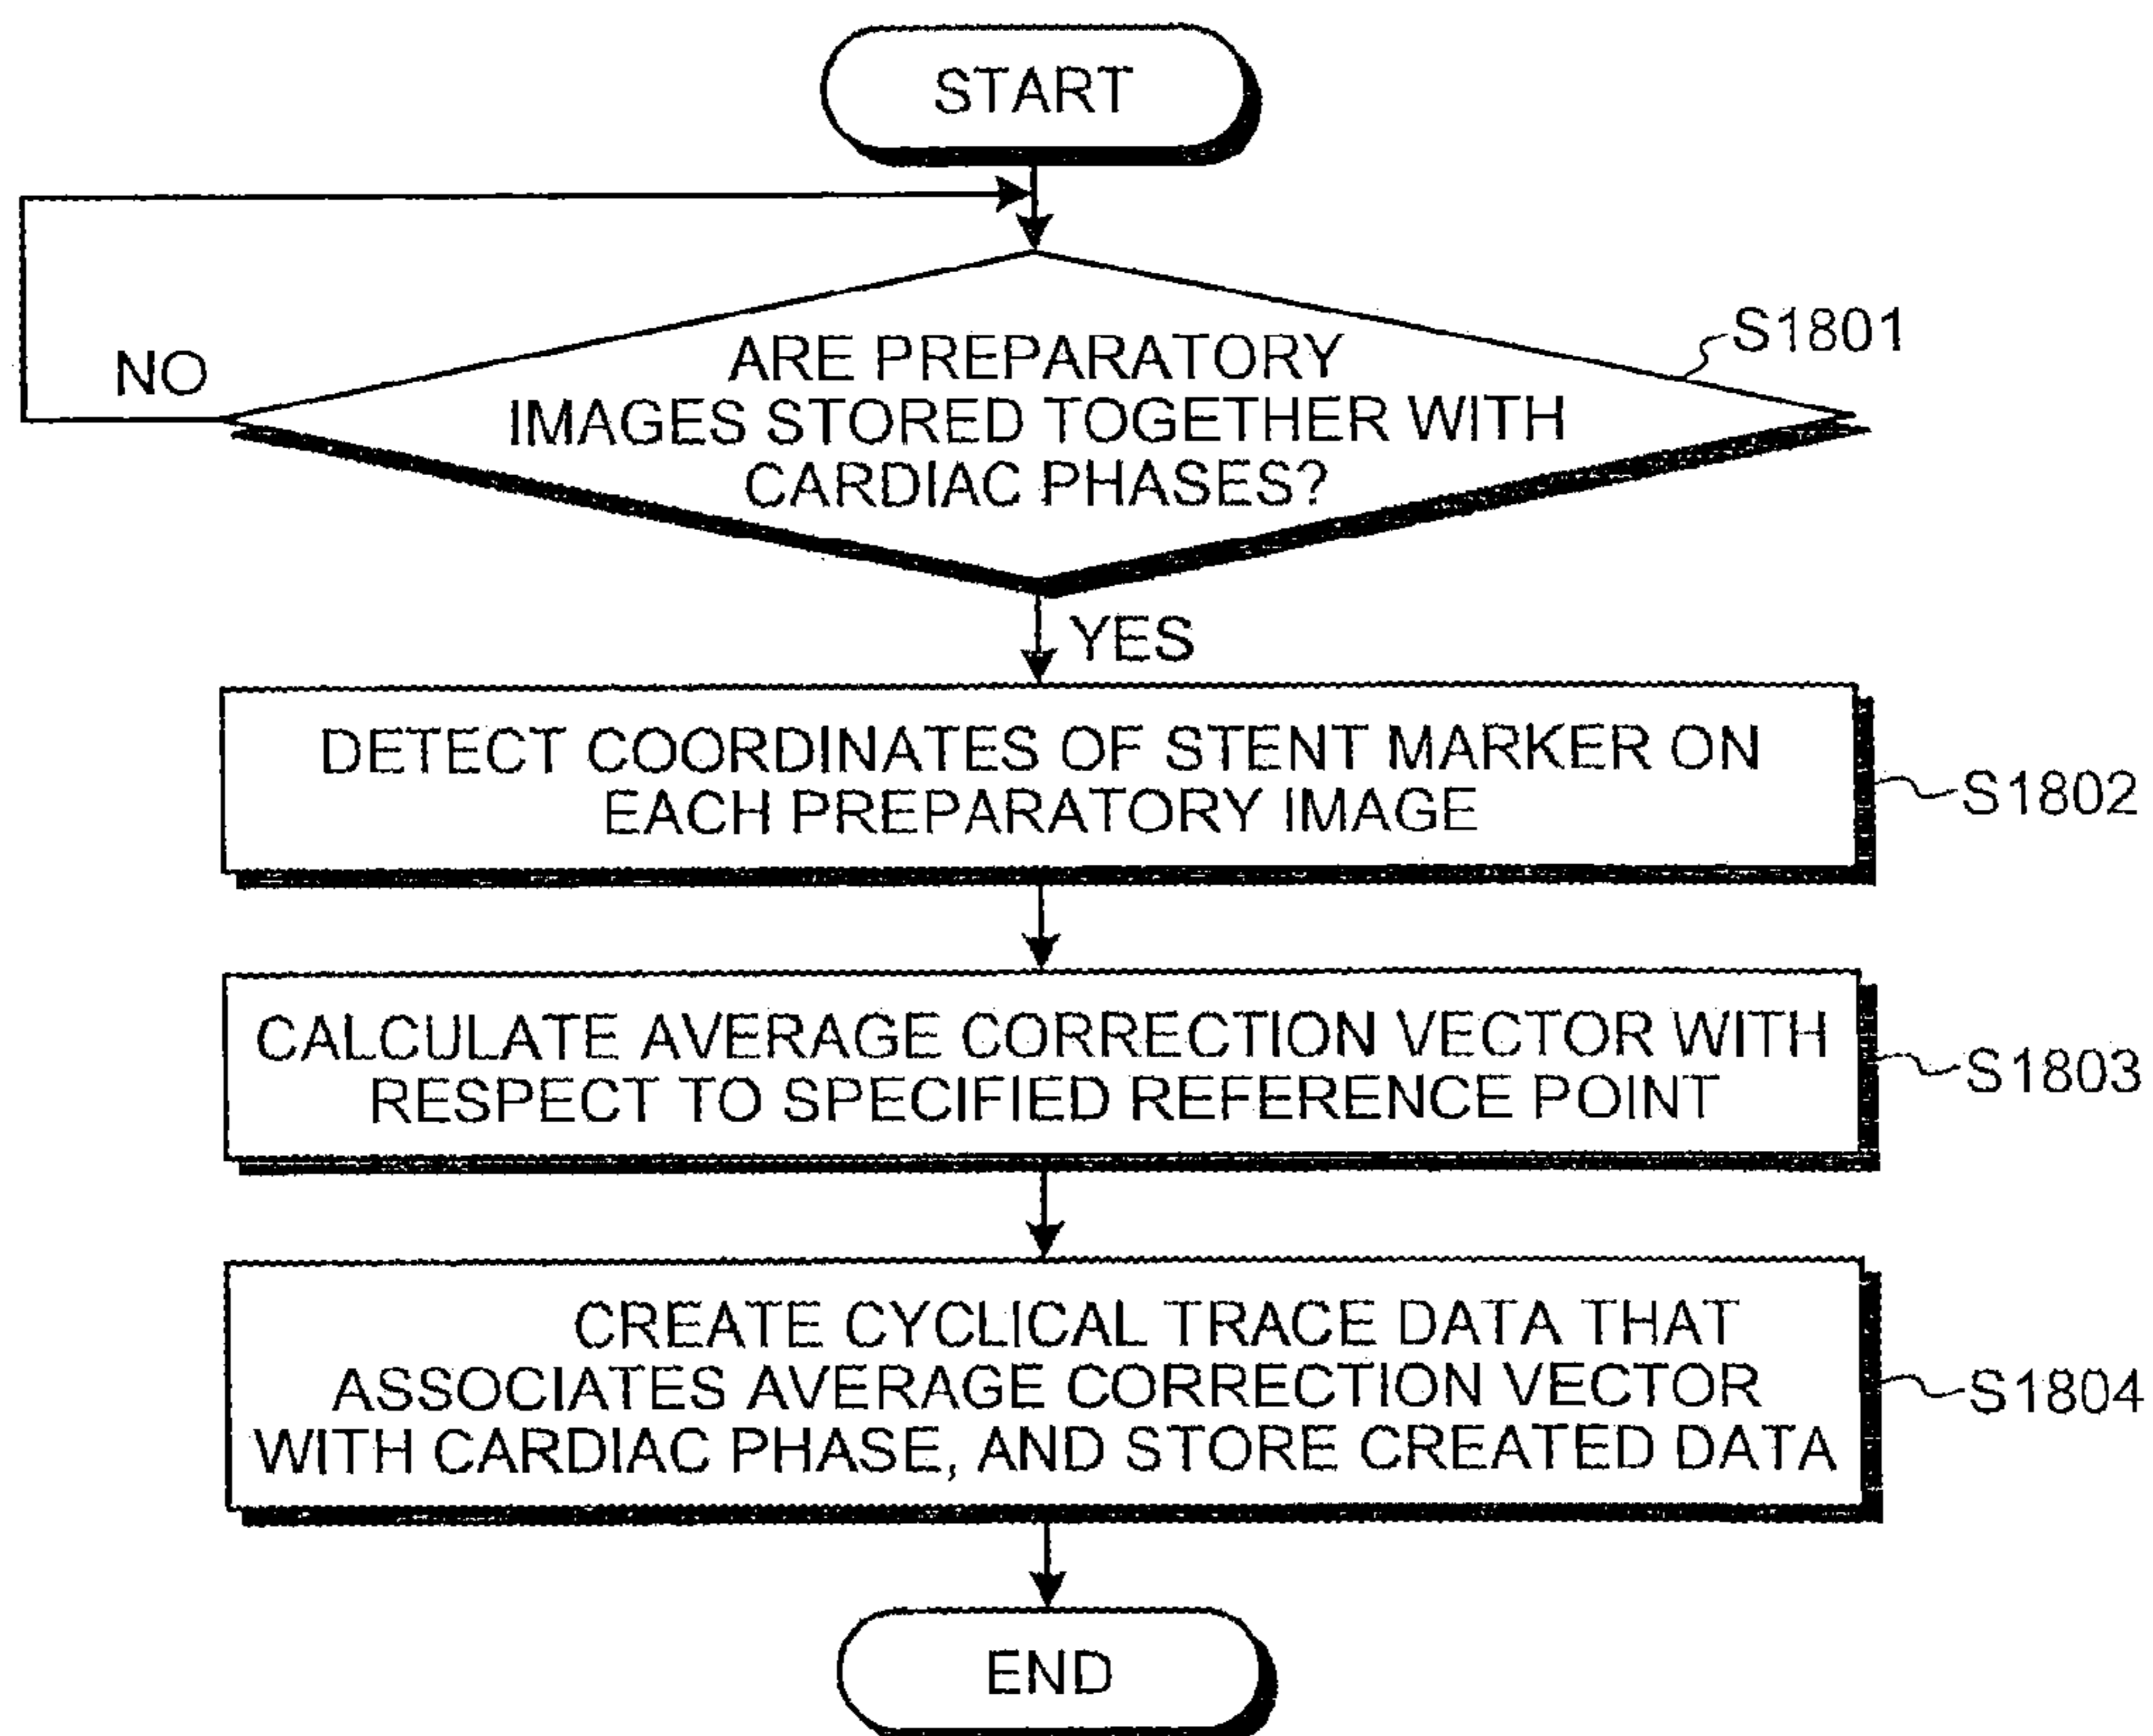 START
ARE PREPARATORY
IMAGES STORED TOGETHER WITH
CARDIAC PHASES?
S1801
NO
YES
DETECT COORDINATES OF STENT MARKER ON
EACH PREPARATORY IMAGE
S1802
CALCULATE AVERAGE CORRECTION VECTOR WITH
RESPECT TO SPECIFIED REFERENCE POINT
S1803
CREATE CYCLICAL TRACE DATA THAT
ASSOCIATES AVERAGE CORRECTION VECTOR
WITH CARDIAC PHASE, AND STORE CREATED DATA
S1804
END